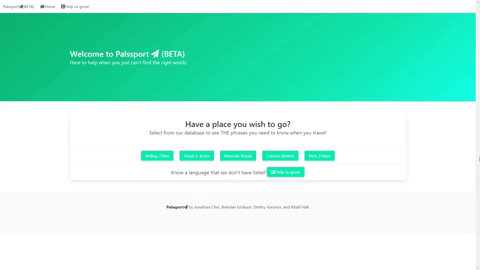 Palssport (BETA) Home Help us grow!
Welcome to Palssport (BETA)
Here to help when you just can't find the right words
Have a place you wish to go?
Select from our database to see THE phrases you need to know when you travel!
Beijing, China Seoul, S. Korea Moscow, Russia Cancun, Mexico Paris, France
Know a language that we don't have listed? Help us grow!
Palssport by Jonathan Choi, Brendan Erickson, Dmitry Voronov, and Khalil Hall.